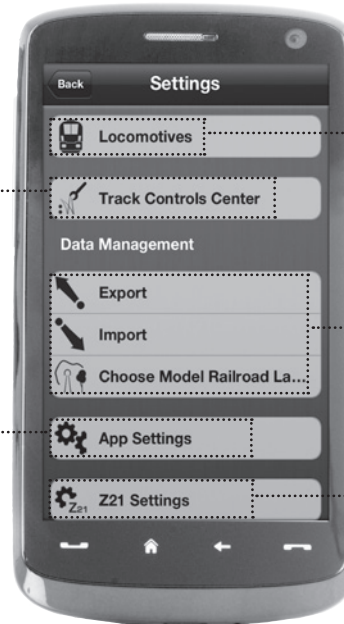 Back
Settings
Locomotives
Track Controls Center
Data Management
Export
Import
Choose Model Railroad La...
App Settings
Z21
Z21 Settings